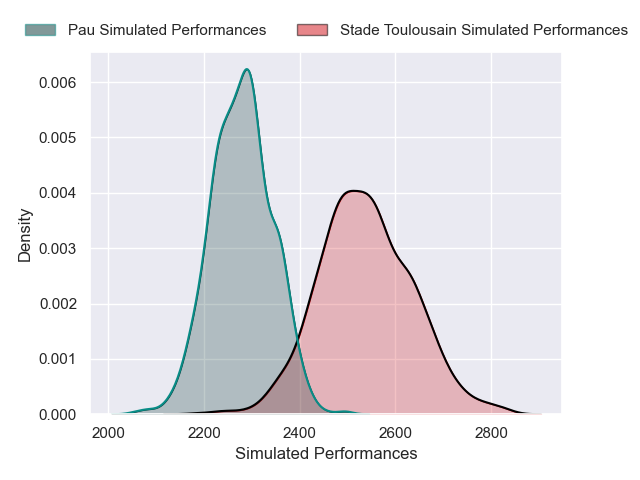 Pau Simulated Performances
Stade Toulousain Simulated Performances
0.006
0.005
0.004
0.003
0.002
0.001
0.000
Density
2000 2200 2400 2600 2800
Simulated Performances